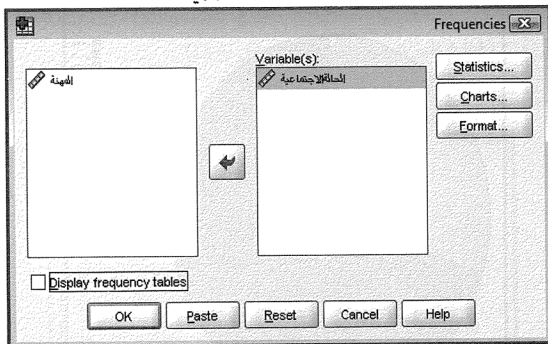 Frequencies
Variable(s):
المهنة
الحالةالاجتماعية
Statistics...
Charts...
Format...
Display frequency tables
OK
Paste
Reset
Cancel
Help